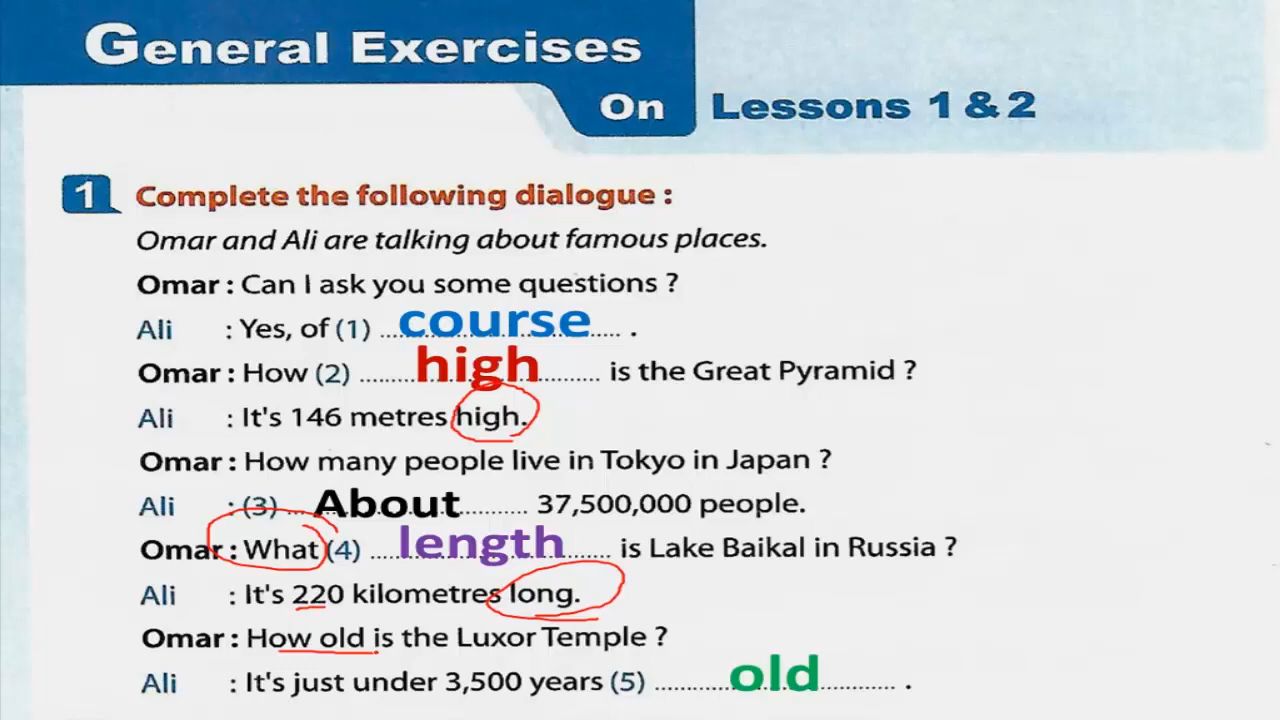 General Exercises
On Lessons 1 & 2
1 Complete the following dialogue :
Omar and Ali are talking about famous places.
Omar : Can I ask you some questions ?
Ali : Yes, of (1) ..... course ..... .
Omar : How (2) ..... high ..... is the Great Pyramid ?
Ali : It's 146 metres high.
Omar : How many people live in Tokyo in Japan ?
Ali : (3) ..... About ..... 37,500,000 people.
Omar : What (4) ..... length ..... is Lake Baikal in Russia ?
Ali : It's 220 kilometres long.
Omar : How old is the Luxor Temple ?
Ali : It's just under 3,500 years (5) ..... old ..... .